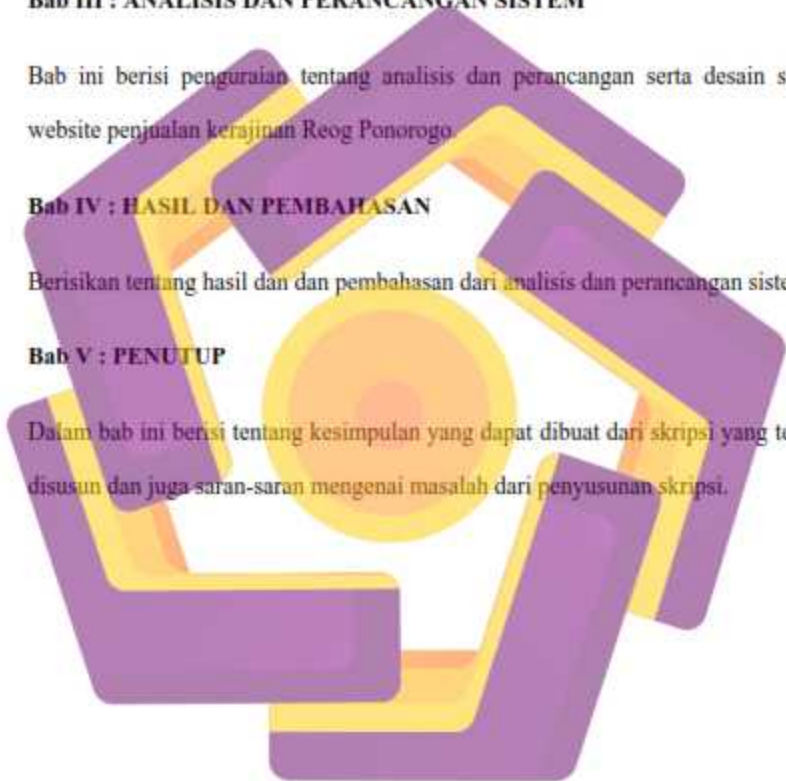 Bab III : ANALISIS DAN PERANCANGAN SISTEM
Bab ini berisi penguraian tentang analisis dan perancangan serta desain s
website penjualan kerajinan Reog Ponorogo.
Bab IV : HASIL DAN PEMBAHASAN
Berisikan tentang hasil dan dan pembahasan dari analisis dan perancangan siste
Bab V : PENUTUP
Dalam bab ini berisi tentang kesimpulan yang dapat dibuat dari skripsi yang te
disusun dan juga saran-saran mengenai masalah dari penyusunan skripsi.